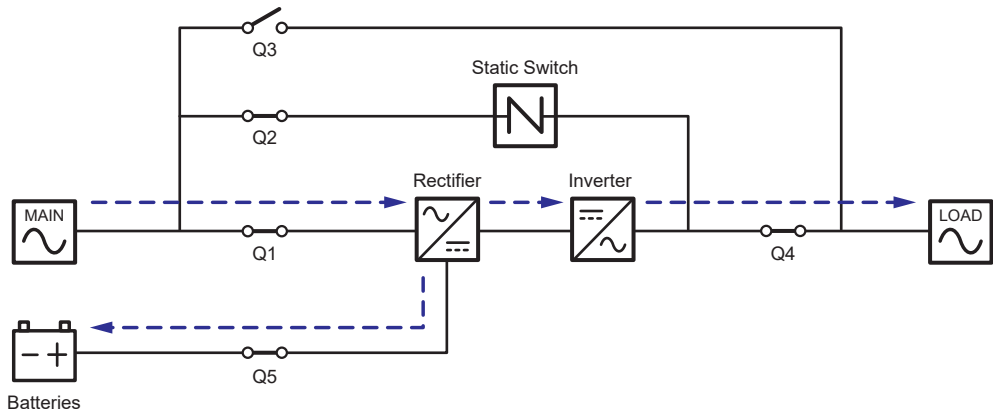 Q3
Static Switch
Q2
Rectifier
Inverter
MAIN
LOAD
Q1
Q4
Q5
Batteries